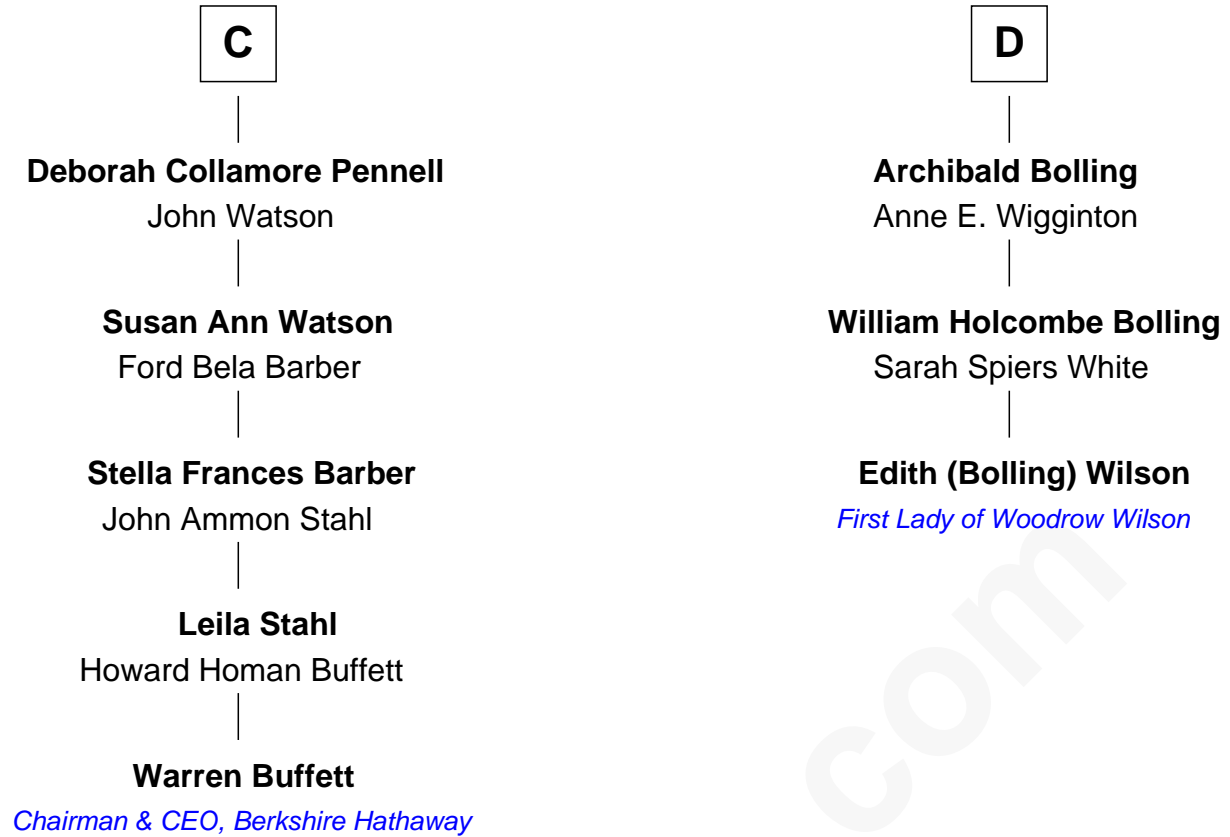 C
Deborah Collamore Pennell
John Watson
Susan Ann Watson
Ford Bela Barber
Stella Frances Barber
John Ammon Stahl
Leila Stahl
Howard Homan Buffett
Warren Buffett
Chairman & CEO, Berkshire Hathaway
D
Archibald Bolling
Anne E. Wigginton
William Holcombe Bolling
Sarah Spiers White
Edith (Bolling) Wilson
First Lady of Woodrow Wilson
com